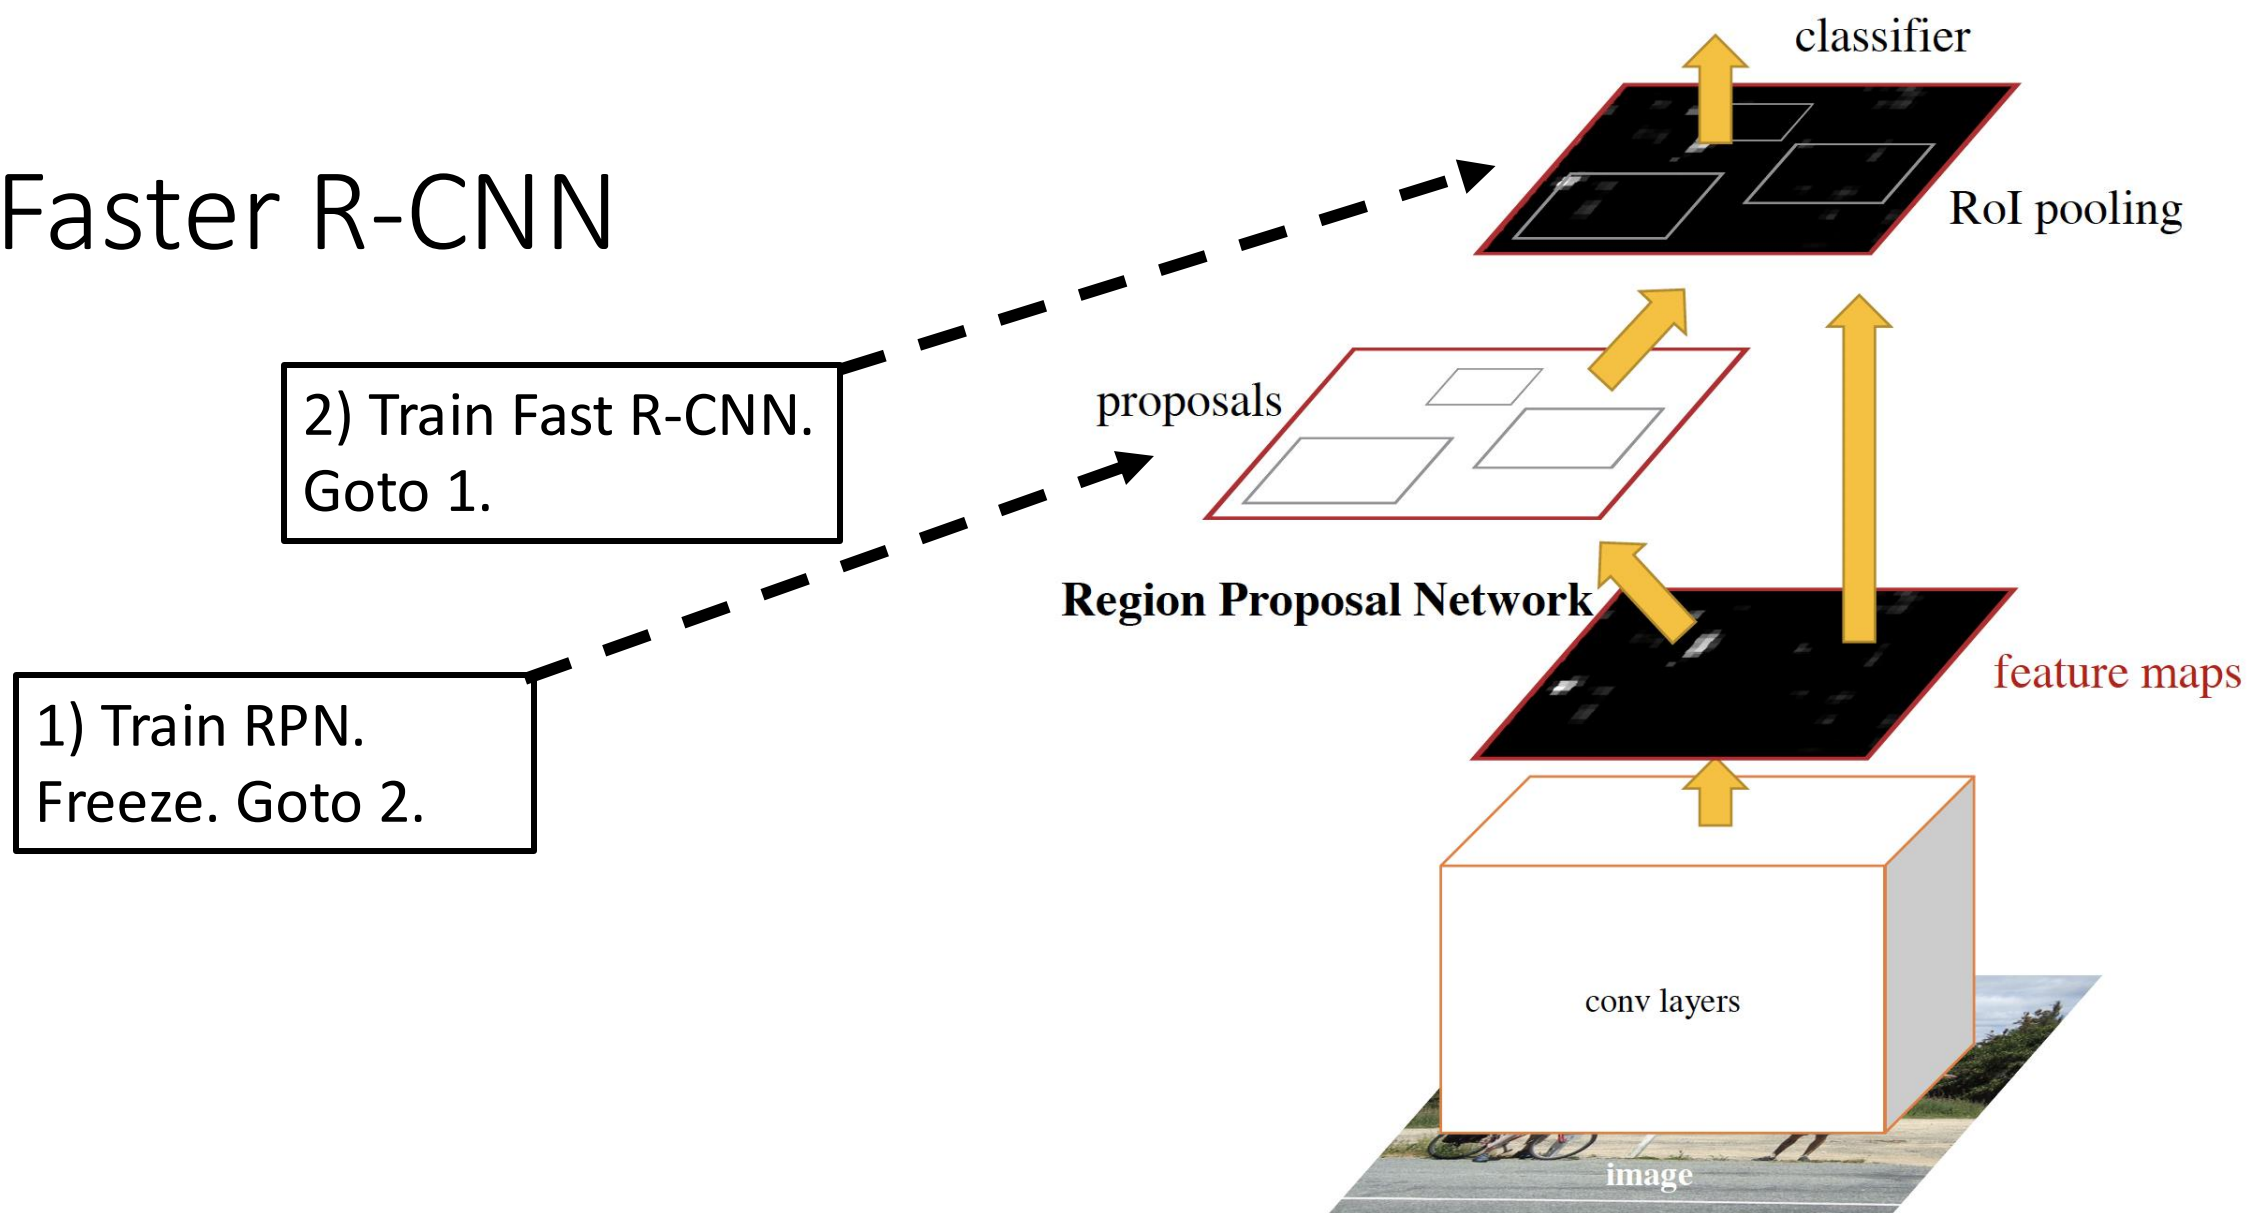 Faster R-CNN
2) Train Fast R-CNN.
Goto 1.
1) Train RPN.
Freeze. Goto 2.
classifier
RoI pooling
proposals
Region Proposal Network
feature maps
conv layers
image